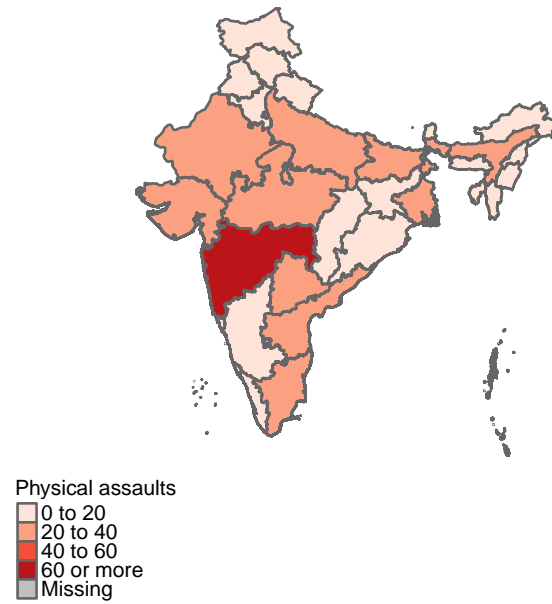 Physical assaults
0 to 20
20 to 40
40 to 60
60 or more
Missing